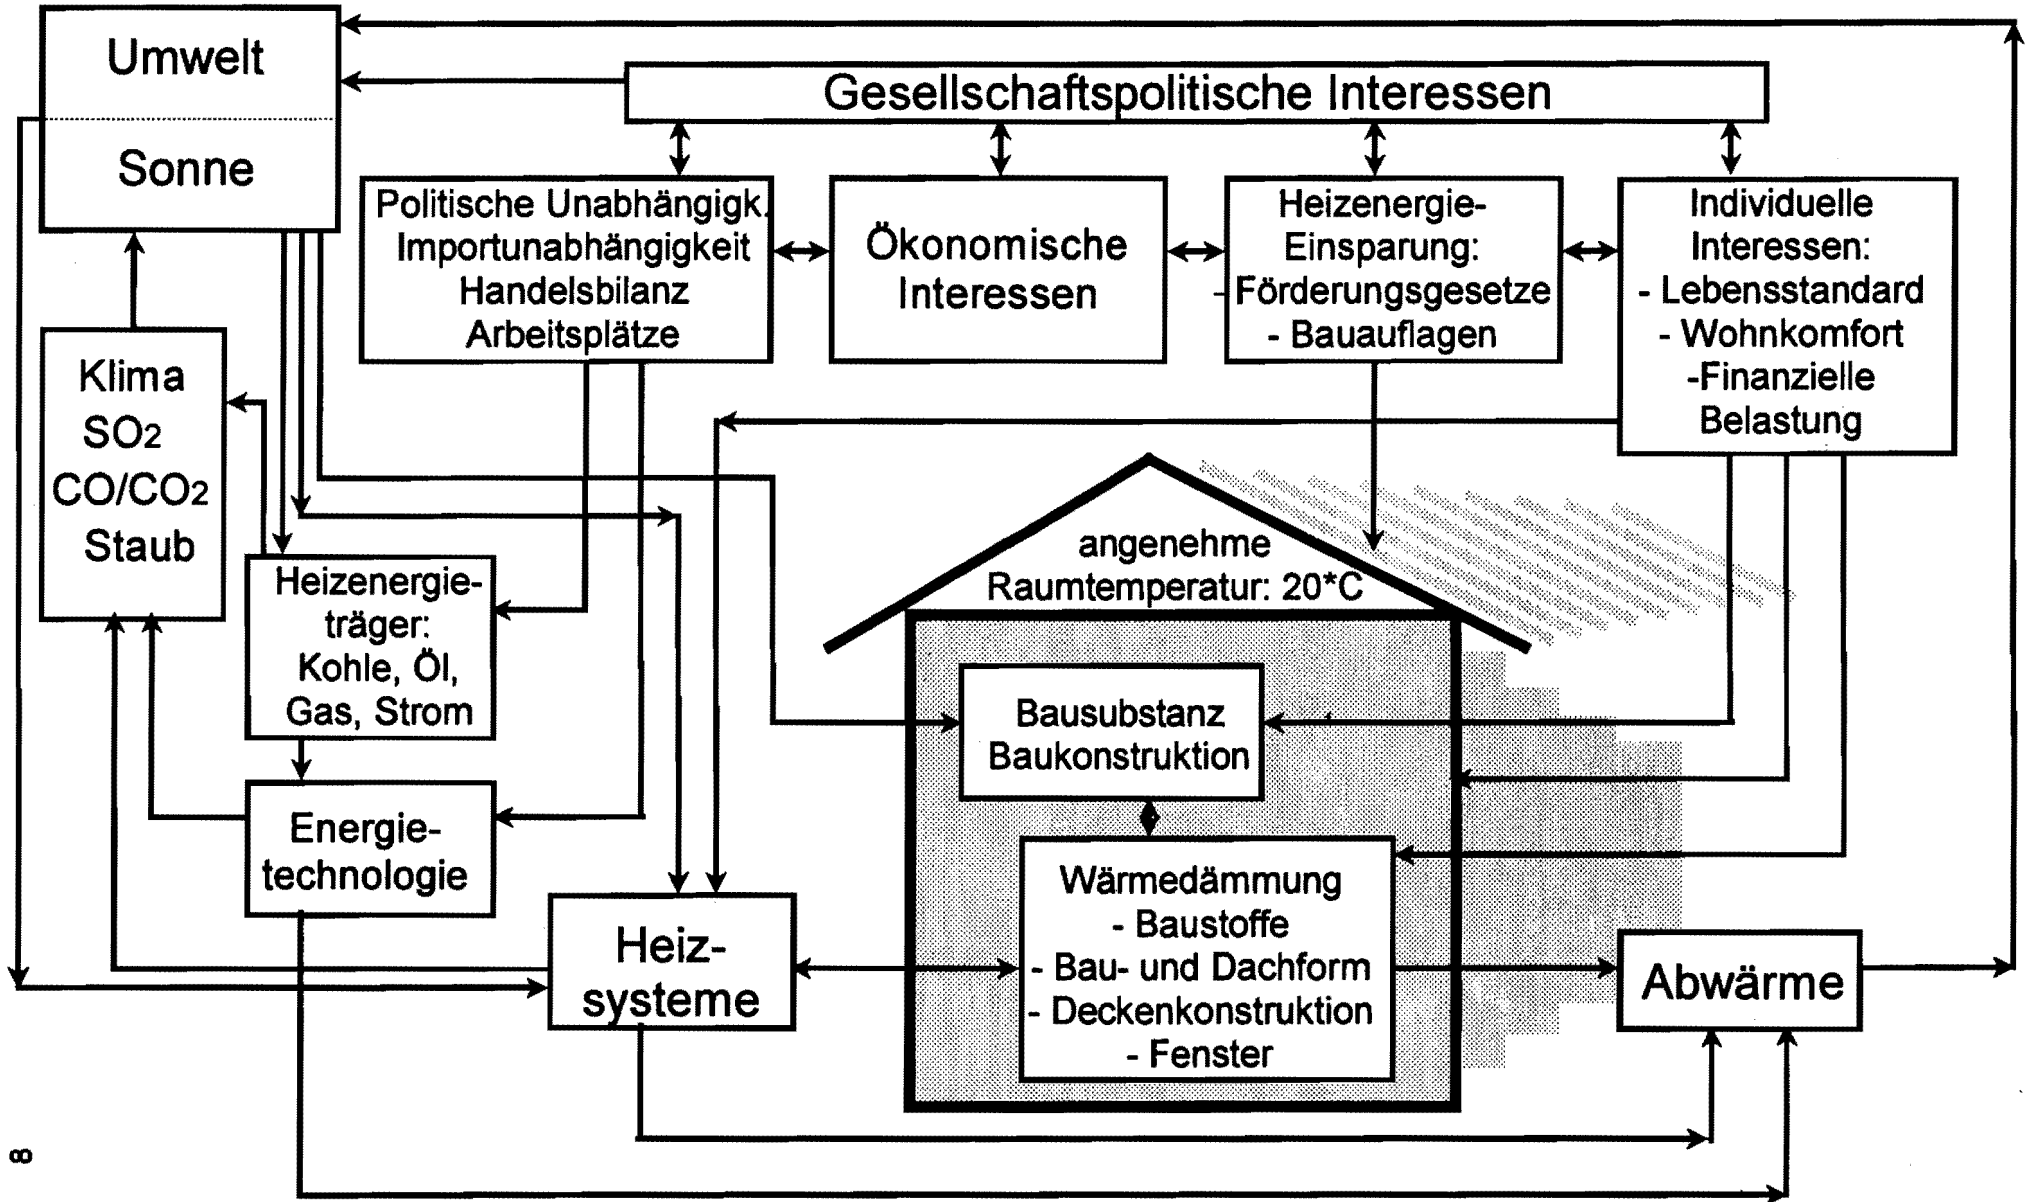 Umwelt
Sonne
Gesellschaftspolitische Interessen
Politische Unabhängigk.
Importunabhängigkeit
Handelsbilanz
Arbeitsplätze
Ökonomische
Interessen
Heizenergie-
Einsparung:
- Förderungsgesetze
- Bauauflagen
Individuelle
Interessen:
- Lebensstandard
- Wohnkomfort
-Finanzielle
Belastung
Klima
SO2
CO/CO2
Staub
Heizenergie-
träger:
Kohle, Öl,
Gas, Strom
Energie-
technologie
Heiz-
systeme
angenehme
Raumtemperatur: 20*C
Bausubstanz
Baukonstruktion
Wärmedämmung
- Baustoffe
- Bau- und Dachform
- Deckenkonstruktion
- Fenster
Abwärme
8